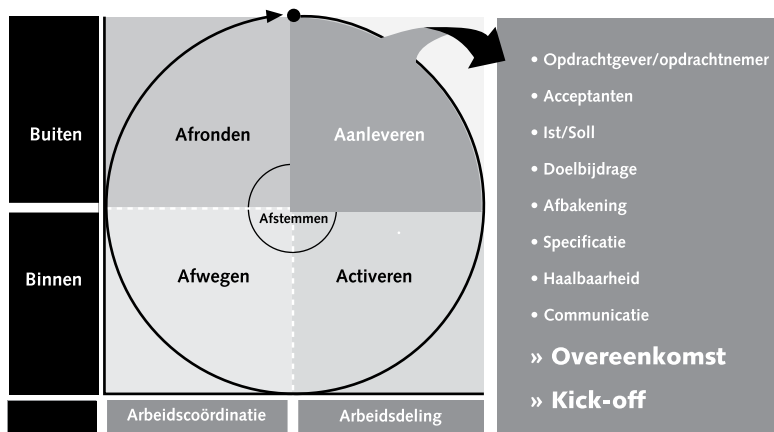 Buiten
Afronden
Aanleveren
Afstemmen
Binnen
Afwegen
Activeren
Arbeidscoördinatie
Arbeidsdeling
• Opdrachtgever/opdrachtnemer
• Acceptanten
• Ist/Soll
• Doelbijdrage
• Afbakening
• Specificatie
• Haalbaarheid
• Communicatie
» Overeenkomst
» Kick-off